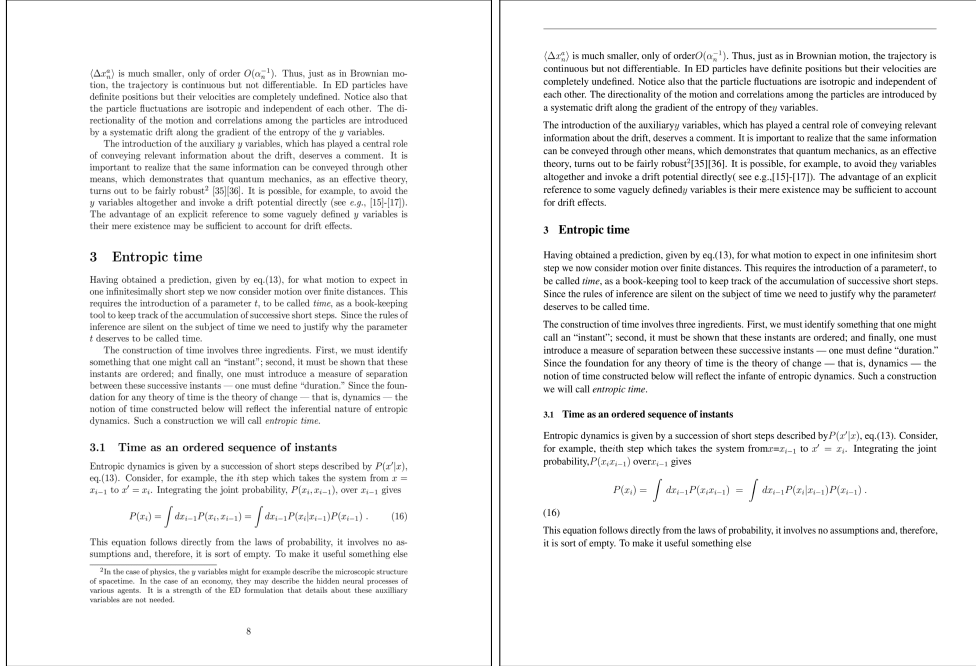 ⟨Δx_n^a⟩ is much smaller, only of order O(α_n^{-1}). Thus, just as in Brownian mo-
tion, the trajectory is continuous but not differentiable. In ED particles have
definite positions but their velocities are completely undefined. Notice also that
the particle fluctuations are isotropic and independent of each other. The di-
rectionality of the motion and correlations among the particles are introduced
by a systematic drift along the gradient of the entropy of the y variables.
The introduction of the auxiliary y variables, which has played a central role
of conveying relevant information about the drift, deserves a comment. It is
important to realize that the same information can be conveyed through other
means, which demonstrates that quantum mechanics, as an effective theory,
turns out to be fairly robust² [35][36]. It is possible, for example, to avoid the
y variables altogether and invoke a drift potential directly (see e.g., [15]-[17]).
The advantage of an explicit reference to some vaguely defined y variables is
their mere existence may be sufficient to account for drift effects.
3 Entropic time
Having obtained a prediction, given by eq.(13), for what motion to expect in
one infinitesimally short step we now consider motion over finite distances. This
requires the introduction of a parameter t, to be called time, as a book-keeping
tool to keep track of the accumulation of successive short steps. Since the rules of
inference are silent on the subject of time we need to justify why the parameter
t deserves to be called time.
The construction of time involves three ingredients. First, we must identify
something that one might call an “instant”; second, it must be shown that these
instants are ordered; and finally, one must introduce a measure of separation
between these successive instants — one must define “duration.” Since the foun-
dation for any theory of time is the theory of change — that is, dynamics — the
notion of time constructed below will reflect the inferential nature of entropic
dynamics. Such a construction we will call entropic time.
3.1 Time as an ordered sequence of instants
Entropic dynamics is given by a succession of short steps described by P(x′|x),
eq.(13). Consider, for example, the ith step which takes the system from x =
x_{i−1} to x′ = x_i. Integrating the joint probability, P(x_i, x_{i−1}), over x_{i−1} gives
P(x_i) = ∫ dx_{i−1}P(x_i, x_{i−1}) = ∫ dx_{i−1}P(x_i|x_{i−1})P(x_{i−1}) . (16)
This equation follows directly from the laws of probability, it involves no as-
sumptions and, therefore, it is sort of empty. To make it useful something else
²In the case of physics, the y variables might for example describe the microscopic structure
of spacetime. In the case of an economy, they may describe the hidden neural processes of
various agents. It is a strength of the ED formulation that details about these auxilliary
variables are not needed.
8
⟨Δx_n^a⟩ is much smaller, only of orderO(α_n^{-1}). Thus, just as in Brownian motion, the trajectory is
continuous but not differentiable. In ED particles have definite positions but their velocities are
completely undefined. Notice also that the particle fluctuations are isotropic and independent of
each other. The directionality of the motion and correlations among the particles are introduced by
a systematic drift along the gradient of the entropy of they variables.
The introduction of the auxiliaryy variables, which has played a central role of conveying relevant
information about the drift, deserves a comment. It is important to realize that the same information
can be conveyed through other means, which demonstrates that quantum mechanics, as an effective
theory, turns out to be fairly robust²[35][36]. It is possible, for example, to avoid they variables
altogether and invoke a drift potential directly( see e.g.,[15]-[17]). The advantage of an explicit
reference to some vaguely definedy variables is their mere existence may be sufficient to account
for drift effects.
3 Entropic time
Having obtained a prediction, given by eq.(13), for what motion to expect in one infinitesim short
step we now consider motion over finite distances. This requires the introduction of a parametert, to
be called time, as a book-keeping tool to keep track of the accumulation of successive short steps.
Since the rules of inference are silent on the subject of time we need to justify why the parametert
deserves to be called time.
The construction of time involves three ingredients. First, we must identify something that one might
call an “instant”; second, it must be shown that these instants are ordered; and finally, one must
introduce a measure of separation between these successive instants — one must define “duration.”
Since the foundation for any theory of time is the theory of change — that is, dynamics — the
notion of time constructed below will reflect the infante of entropic dynamics. Such a construction
we will call entropic time.
3.1 Time as an ordered sequence of instants
Entropic dynamics is given by a succession of short steps described byP(x′|x), eq.(13). Consider,
for example, theith step which takes the system fromx=x_{i−1} to x′ = x_i. Integrating the joint
probability,P(x_ix_{i−1}) overx_{i−1} gives
P(x_i) = ∫ dx_{i−1}P(x_ix_{i−1}) = ∫ dx_{i−1}P(x_i|x_{i−1})P(x_{i−1}) .
(16)
This equation follows directly from the laws of probability, it involves no assumptions and, therefore,
it is sort of empty. To make it useful something else